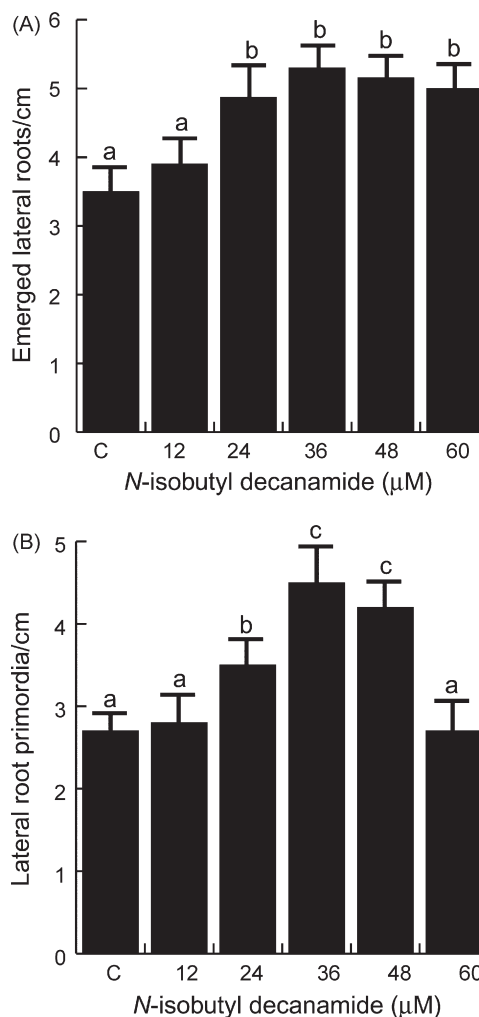 (A)
6
5
4
3
2
1
0
Emerged lateral roots/cm
a a b b b b
C 12 24 36 48 60
N-isobutyl decanamide (μM)
(B)
5
4
3
2
1
0
Lateral root primordia/cm
a a b c c a
C 12 24 36 48 60
N-isobutyl decanamide (μM)